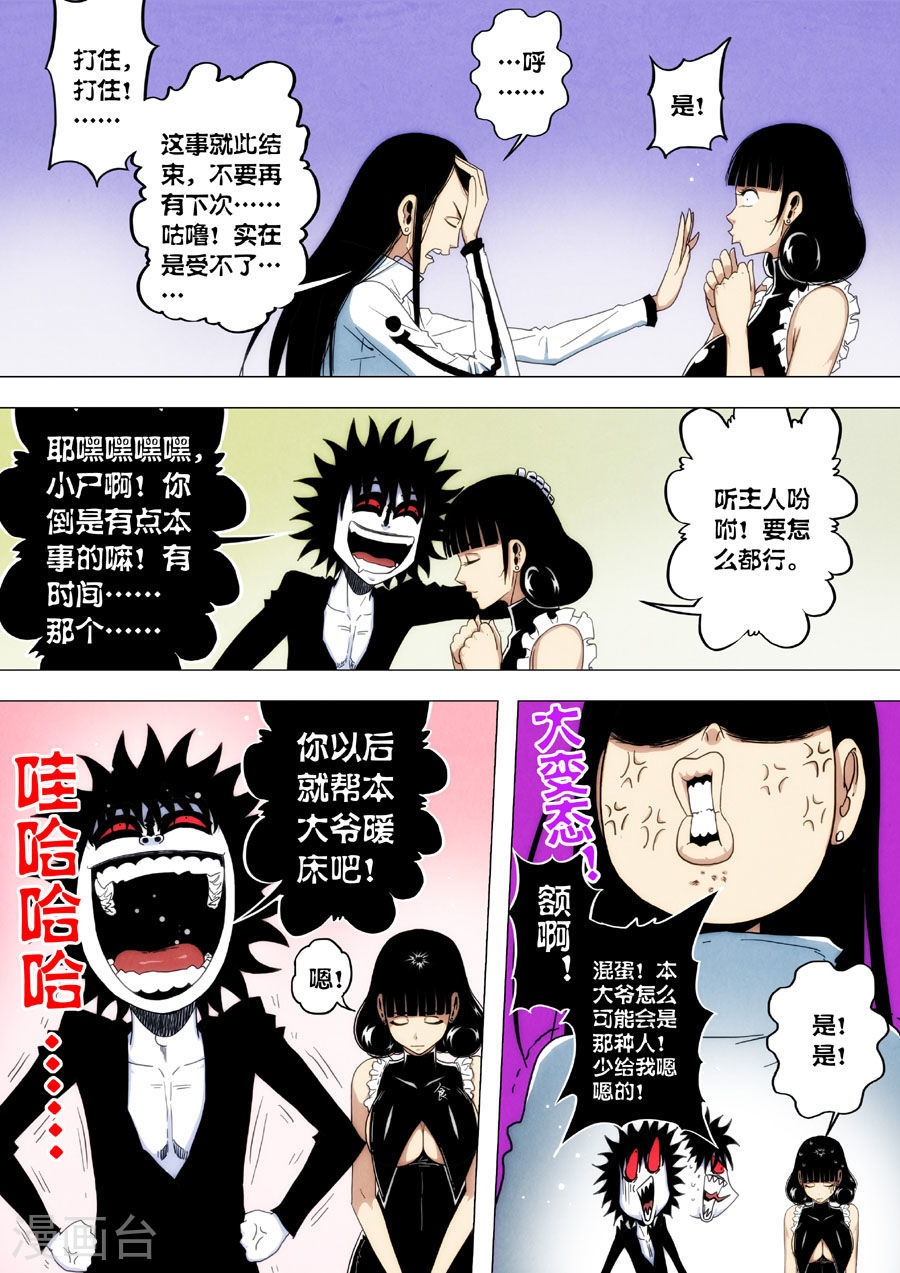 打住，
打住！
……
这事就此结
束，不要再
有下次……
咕噜！实在
是受不了…
…
…呼
……
是！
耶嘿嘿嘿嘿，
小尸啊！你
倒是有点本
事的嘛！有
时间……
那个……
听主人吩
咐！要怎
么都行。
哇哈哈哈……
你以后
就帮本
大爷暖
床吧！
嗯！
大变态！
额啊！
混蛋！本
大爷怎么
可能会是
那种人！
少给我嗯
嗯的！
是！
是！
漫画台